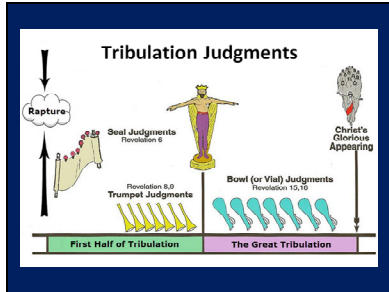 Tribulation Judgments
Rapture
Seal Judgments
Revelation 6
Christ's
Glorious
Appearing
Revelation 8,9
Trumpet Judgments
Bowl (or Vial) Judgments
Revelation 15,16
First Half of Tribulation
The Great Tribulation